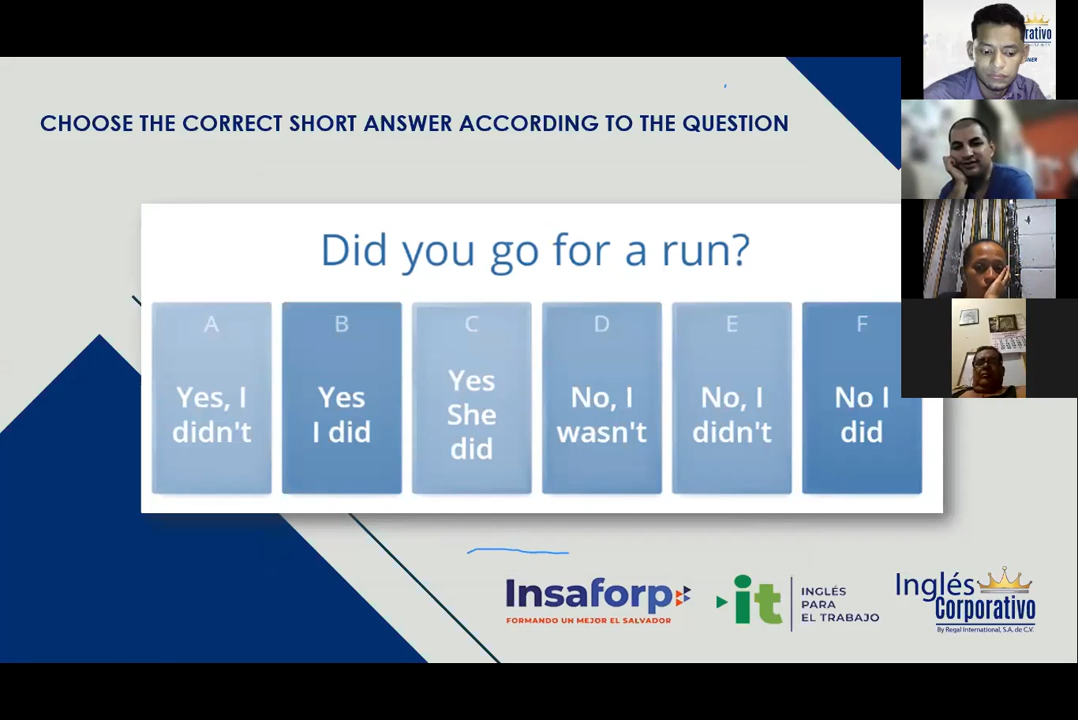 CHOOSE THE CORRECT SHORT ANSWER ACCORDING TO THE QUESTION
Did you go for a run?
A
Yes, I
didn't
B
Yes
I did
C
Yes
She
did
D
No, I
wasn't
E
No, I
didn't
F
No I
did
Insaforp
FORMANDO UN MEJOR EL SALVADOR
it
INGLÉS
PARA
EL TRABAJO
Inglés
Corporativo
By Regal International, S.A. de C.V.
rativo